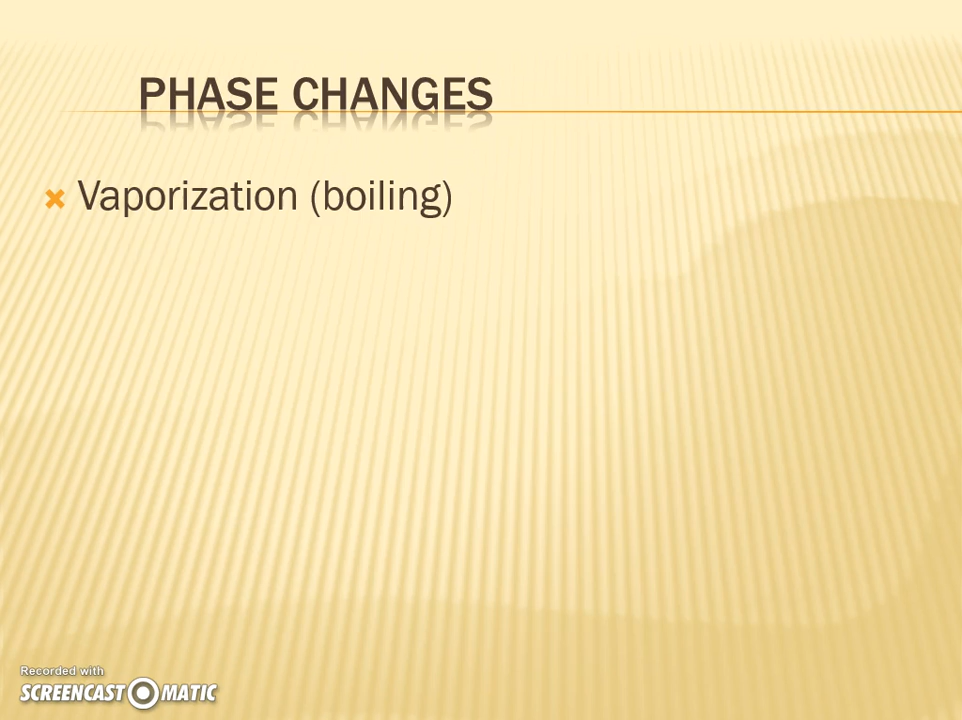 PHASE CHANGES
Vaporization (boiling)
Recorded with
SCREENCAST MATIC